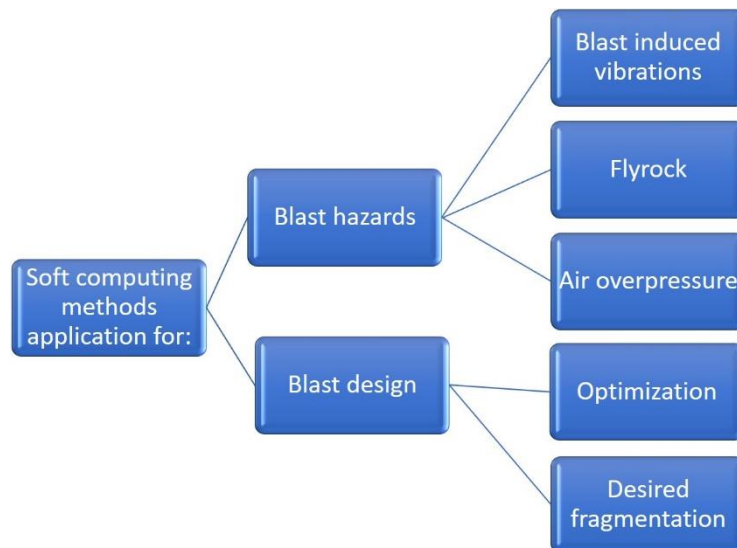 Soft computing
methods
application for:
Blast hazards
Blast induced
vibrations
Flyrock
Air overpressure
Blast design
Optimization
Desired
fragmentation